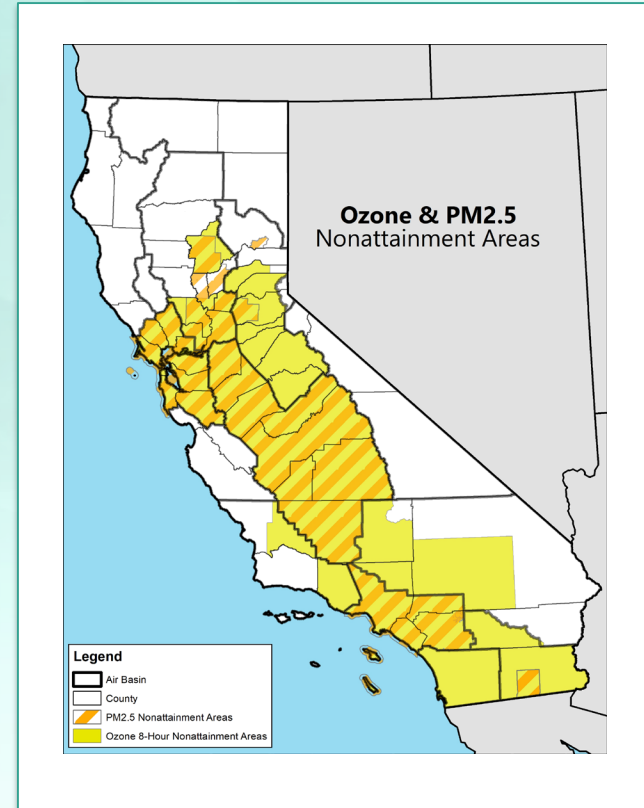 Ozone & PM2.5
Nonattainment Areas
Legend
Air Basin
County
PM2.5 Nonattainment Areas
Ozone 8-Hour Nonattainment Areas